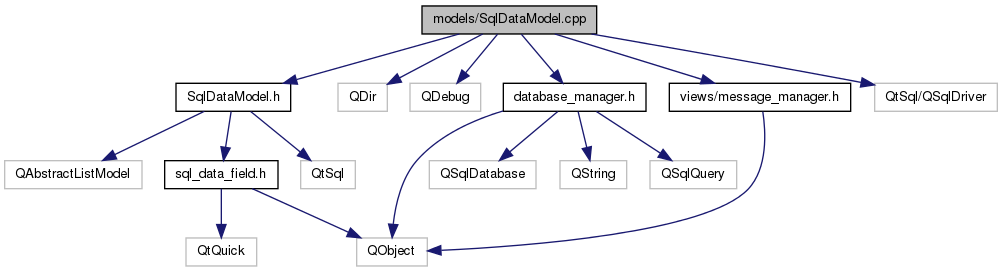 models/SqlDataModel.cpp
SqlDataModel.h
QDir
QDebug
database_manager.h
views/message_manager.h
QtSql/QSqlDriver
QAbstractListModel
sql_data_field.h
QtSql
QSqlDatabase
QString
QSqlQuery
QtQuick
QObject